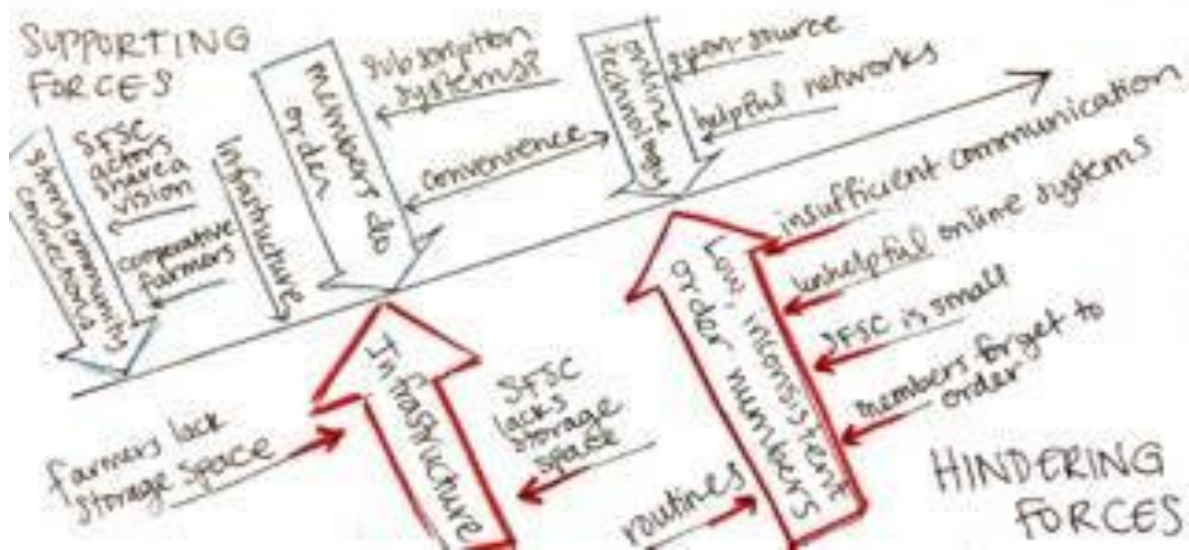 SUPPORTING
FORCES
strong community
connections
SFSC
actors
shared
vision
cooperative
farmers
Infrastructure
members do
order
subscription
systems?
convenience
online
technology
open-source
helpful networks
insufficient communication
Unhelpful online systems
SFSC is small
members forget to
order
Low, inconsistent
order numbers
routines
Infrastructure
SFSC
lacks
storage
space
farmers lack
storage space
HINDERING
FORCES